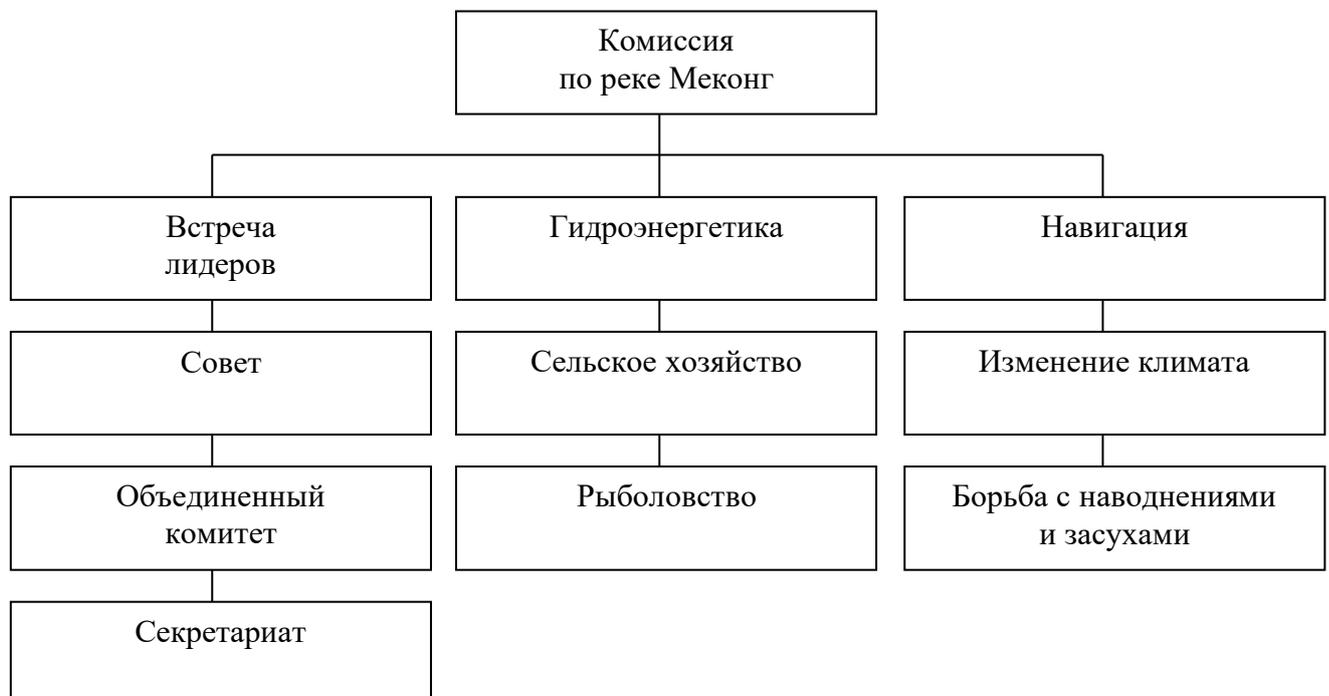 Комиссия
по реке Меконг
Встреча
лидеров
Гидроэнергетика
Навигация
Совет
Сельское хозяйство
Изменение климата
Объединенный
комитет
Рыболовство
Борьба с наводнениями
и засухами
Секретариат